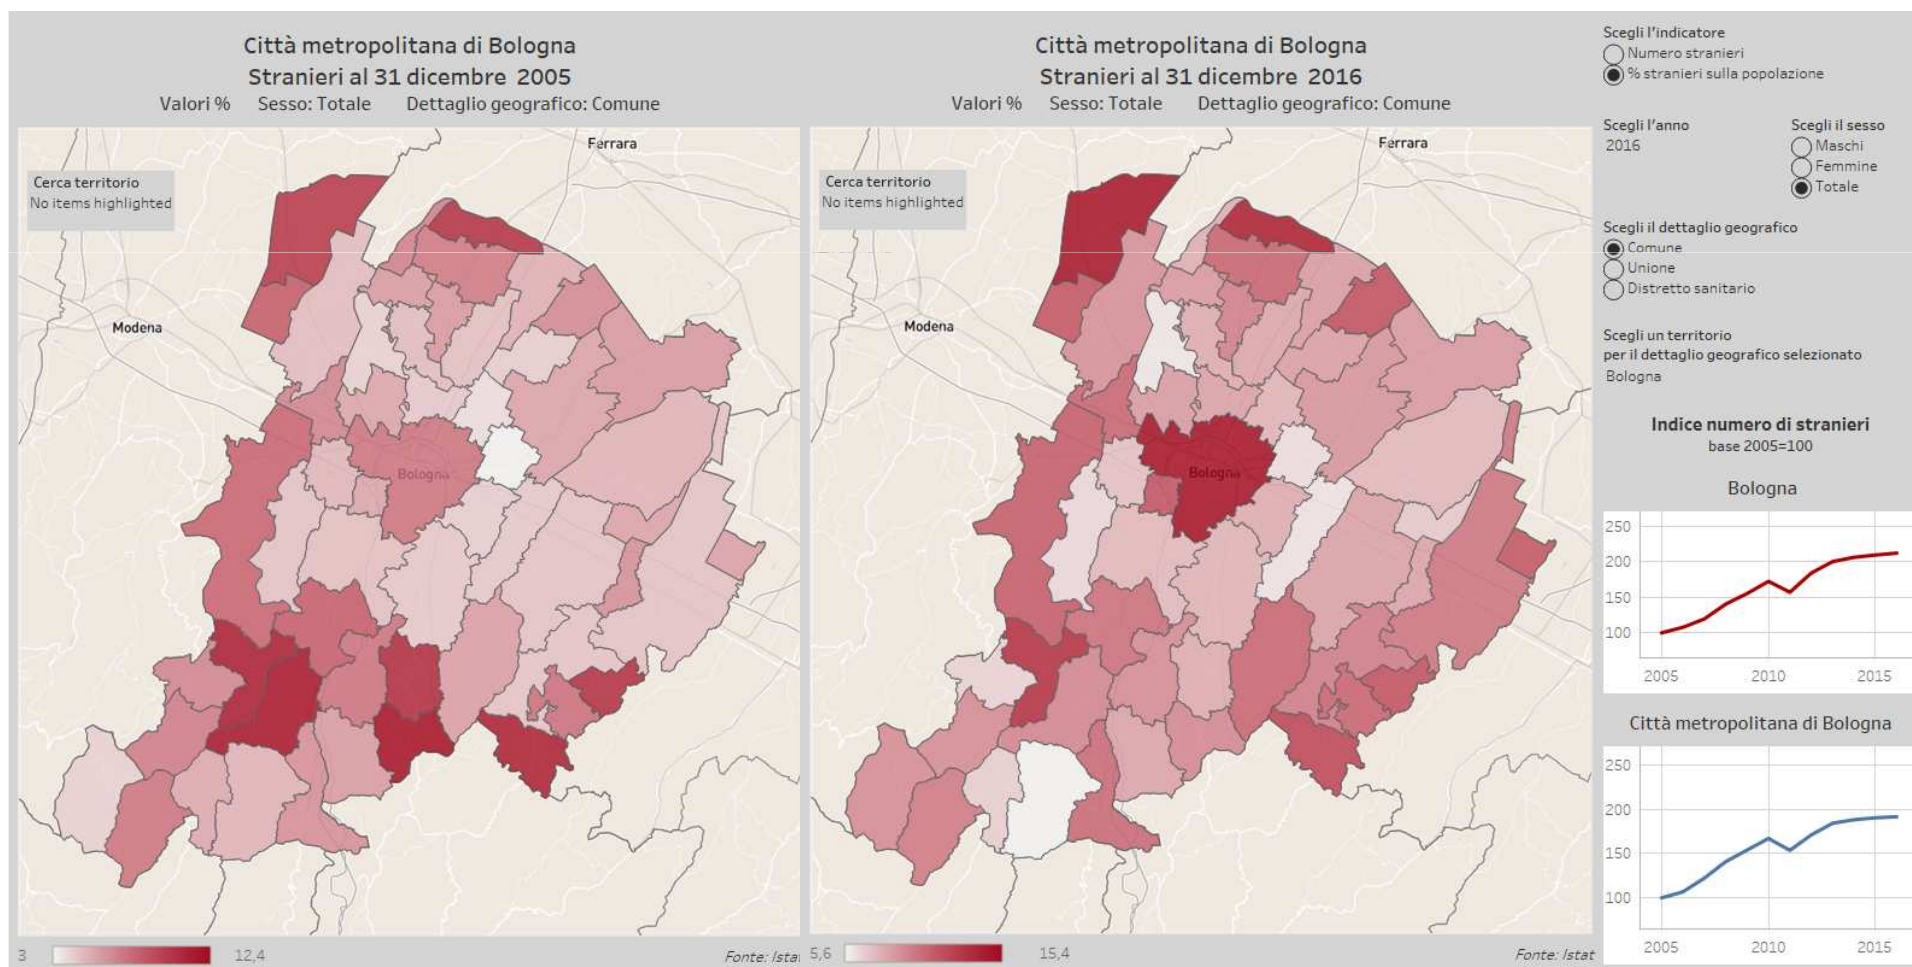 Città metropolitana di Bologna
Stranieri al 31 dicembre 2005
Valori % Sesso: Totale Dettaglio geografico: Comune
Cerca territorio
No items highlighted
Ferrara
Modena
Bologna
3 12,4
Fonte: Istat
Città metropolitana di Bologna
Stranieri al 31 dicembre 2016
Valori % Sesso: Totale Dettaglio geografico: Comune
Cerca territorio
No items highlighted
Ferrara
Modena
Bologna
5,6 15,4
Fonte: Istat
Scegli l'indicatore
Numero stranieri
% stranieri sulla popolazione
Scegli l'anno
2016
Scegli il sesso
Maschi
Femmine
Totale
Scegli il dettaglio geografico
Comune
Unione
Distretto sanitario
Scegli un territorio
per il dettaglio geografico selezionato
Bologna
Indice numero di stranieri
base 2005=100
Bologna
250
200
150
100
2005 2010 2015
Città metropolitana di Bologna
250
200
150
100
2005 2010 2015